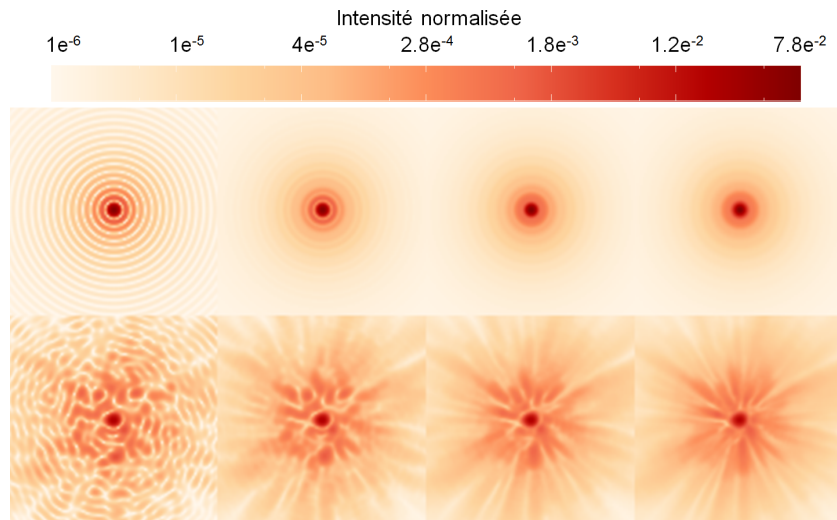 Intensité normalisée
1e⁻⁶ 1e⁻⁵ 4e⁻⁵ 2.8e⁻⁴ 1.8e⁻³ 1.2e⁻² 7.8e⁻²